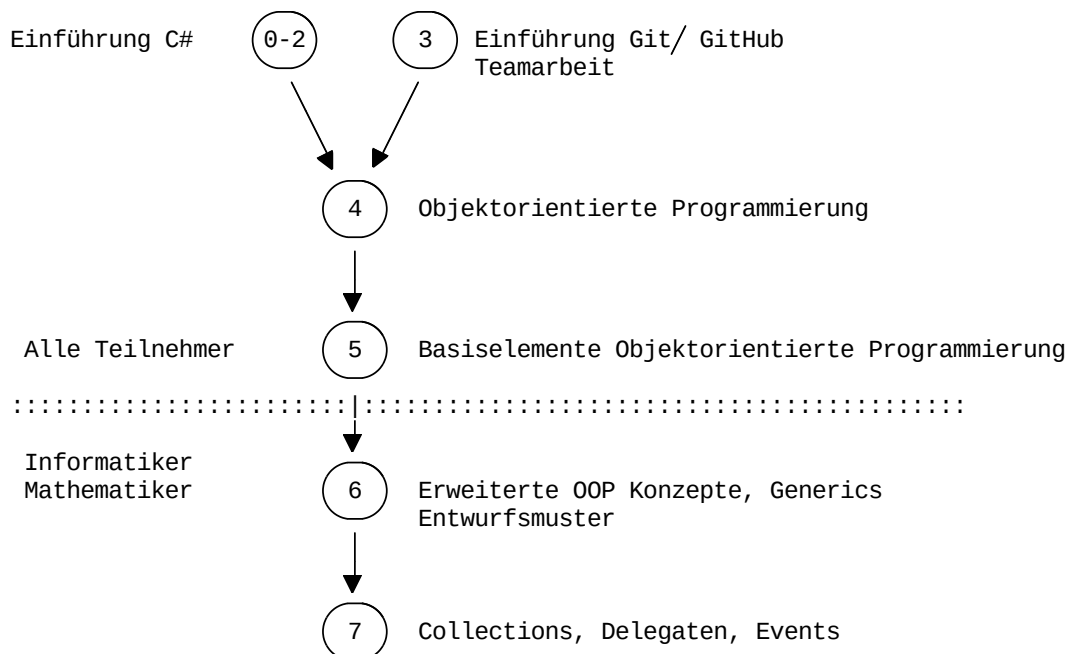 Einführung C# 0-2 3 Einführung Git/ GitHub
Teamarbeit
4 Objektorientierte Programmierung
Alle Teilnehmer 5 Basiselemente Objektorientierte Programmierung
::::::::::::::::::::::::|:::::::::::::::::::::::::::::::::::::::::::
Informatiker
Mathematiker 6 Erweiterte OOP Konzepte, Generics
Entwurfsmuster
7 Collections, Delegaten, Events